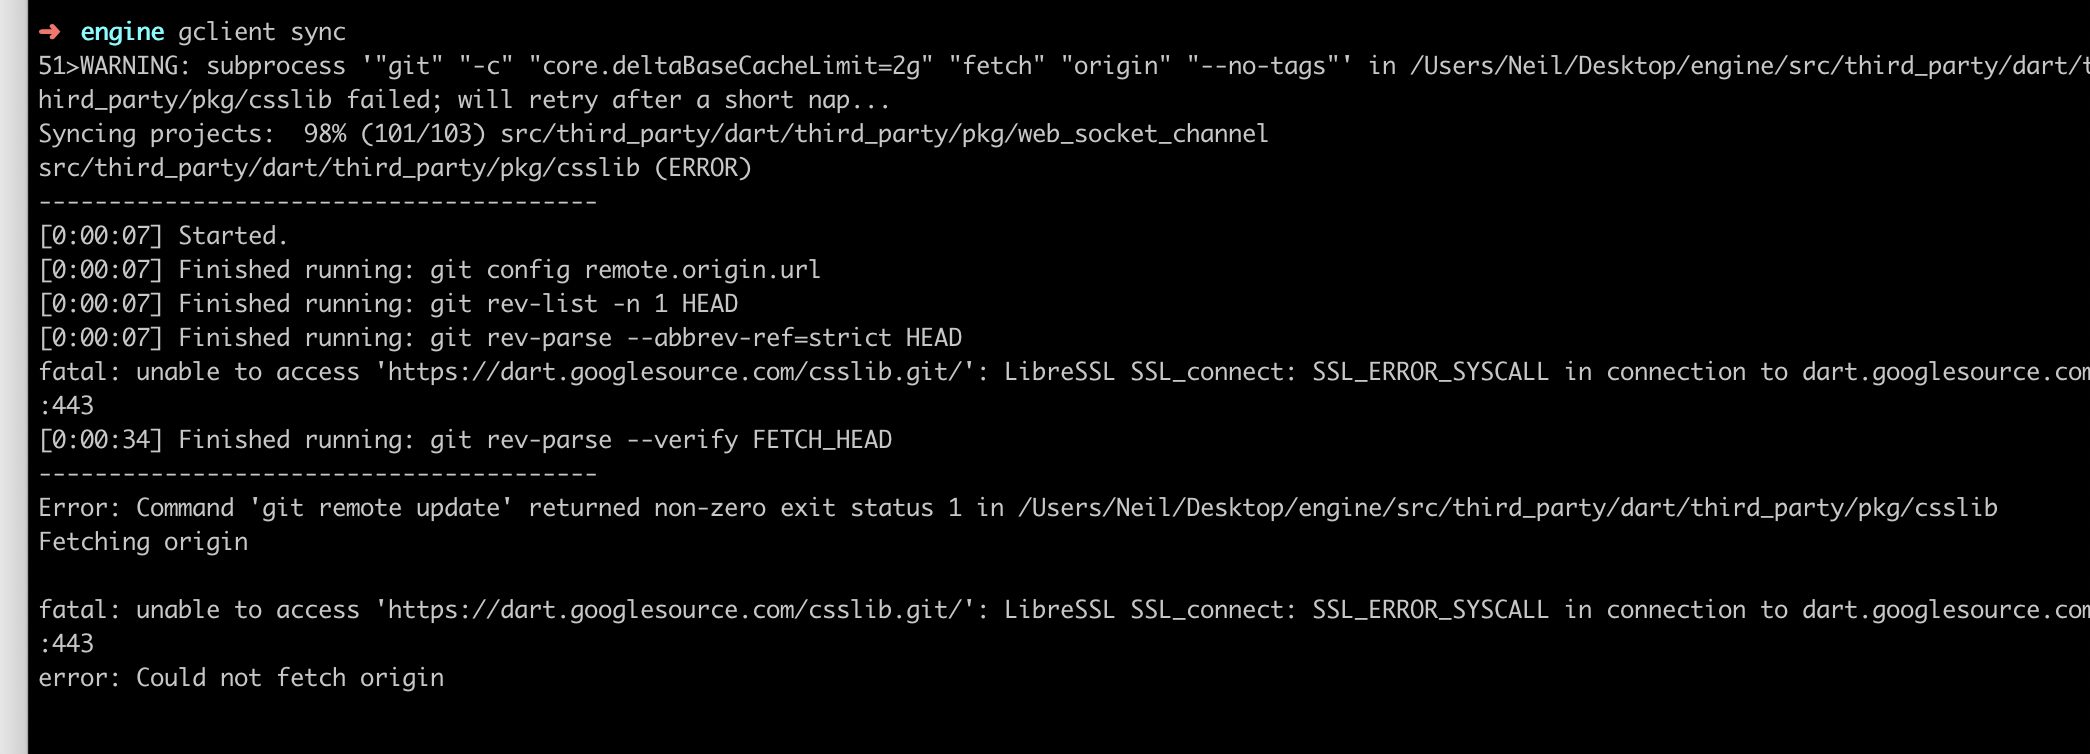 ➜ engine gclient sync
51>WARNING: subprocess '"git" "-c" "core.deltaBaseCacheLimit=2g" "fetch" "origin" "--no-tags"' in /Users/Neil/Desktop/engine/src/third_party/dart/t
hird_party/pkg/csslib failed; will retry after a short nap...
Syncing projects:  98% (101/103) src/third_party/dart/third_party/pkg/web_socket_channel
src/third_party/dart/third_party/pkg/csslib (ERROR)
----------------------------------------
[0:00:07] Started.
[0:00:07] Finished running: git config remote.origin.url
[0:00:07] Finished running: git rev-list -n 1 HEAD
[0:00:07] Finished running: git rev-parse --abbrev-ref=strict HEAD
fatal: unable to access 'https://dart.googlesource.com/csslib.git/': LibreSSL SSL_connect: SSL_ERROR_SYSCALL in connection to dart.googlesource.com
:443
[0:00:34] Finished running: git rev-parse --verify FETCH_HEAD
----------------------------------------
Error: Command 'git remote update' returned non-zero exit status 1 in /Users/Neil/Desktop/engine/src/third_party/dart/third_party/pkg/csslib
Fetching origin
fatal: unable to access 'https://dart.googlesource.com/csslib.git/': LibreSSL SSL_connect: SSL_ERROR_SYSCALL in connection to dart.googlesource.com
:443
error: Could not fetch origin